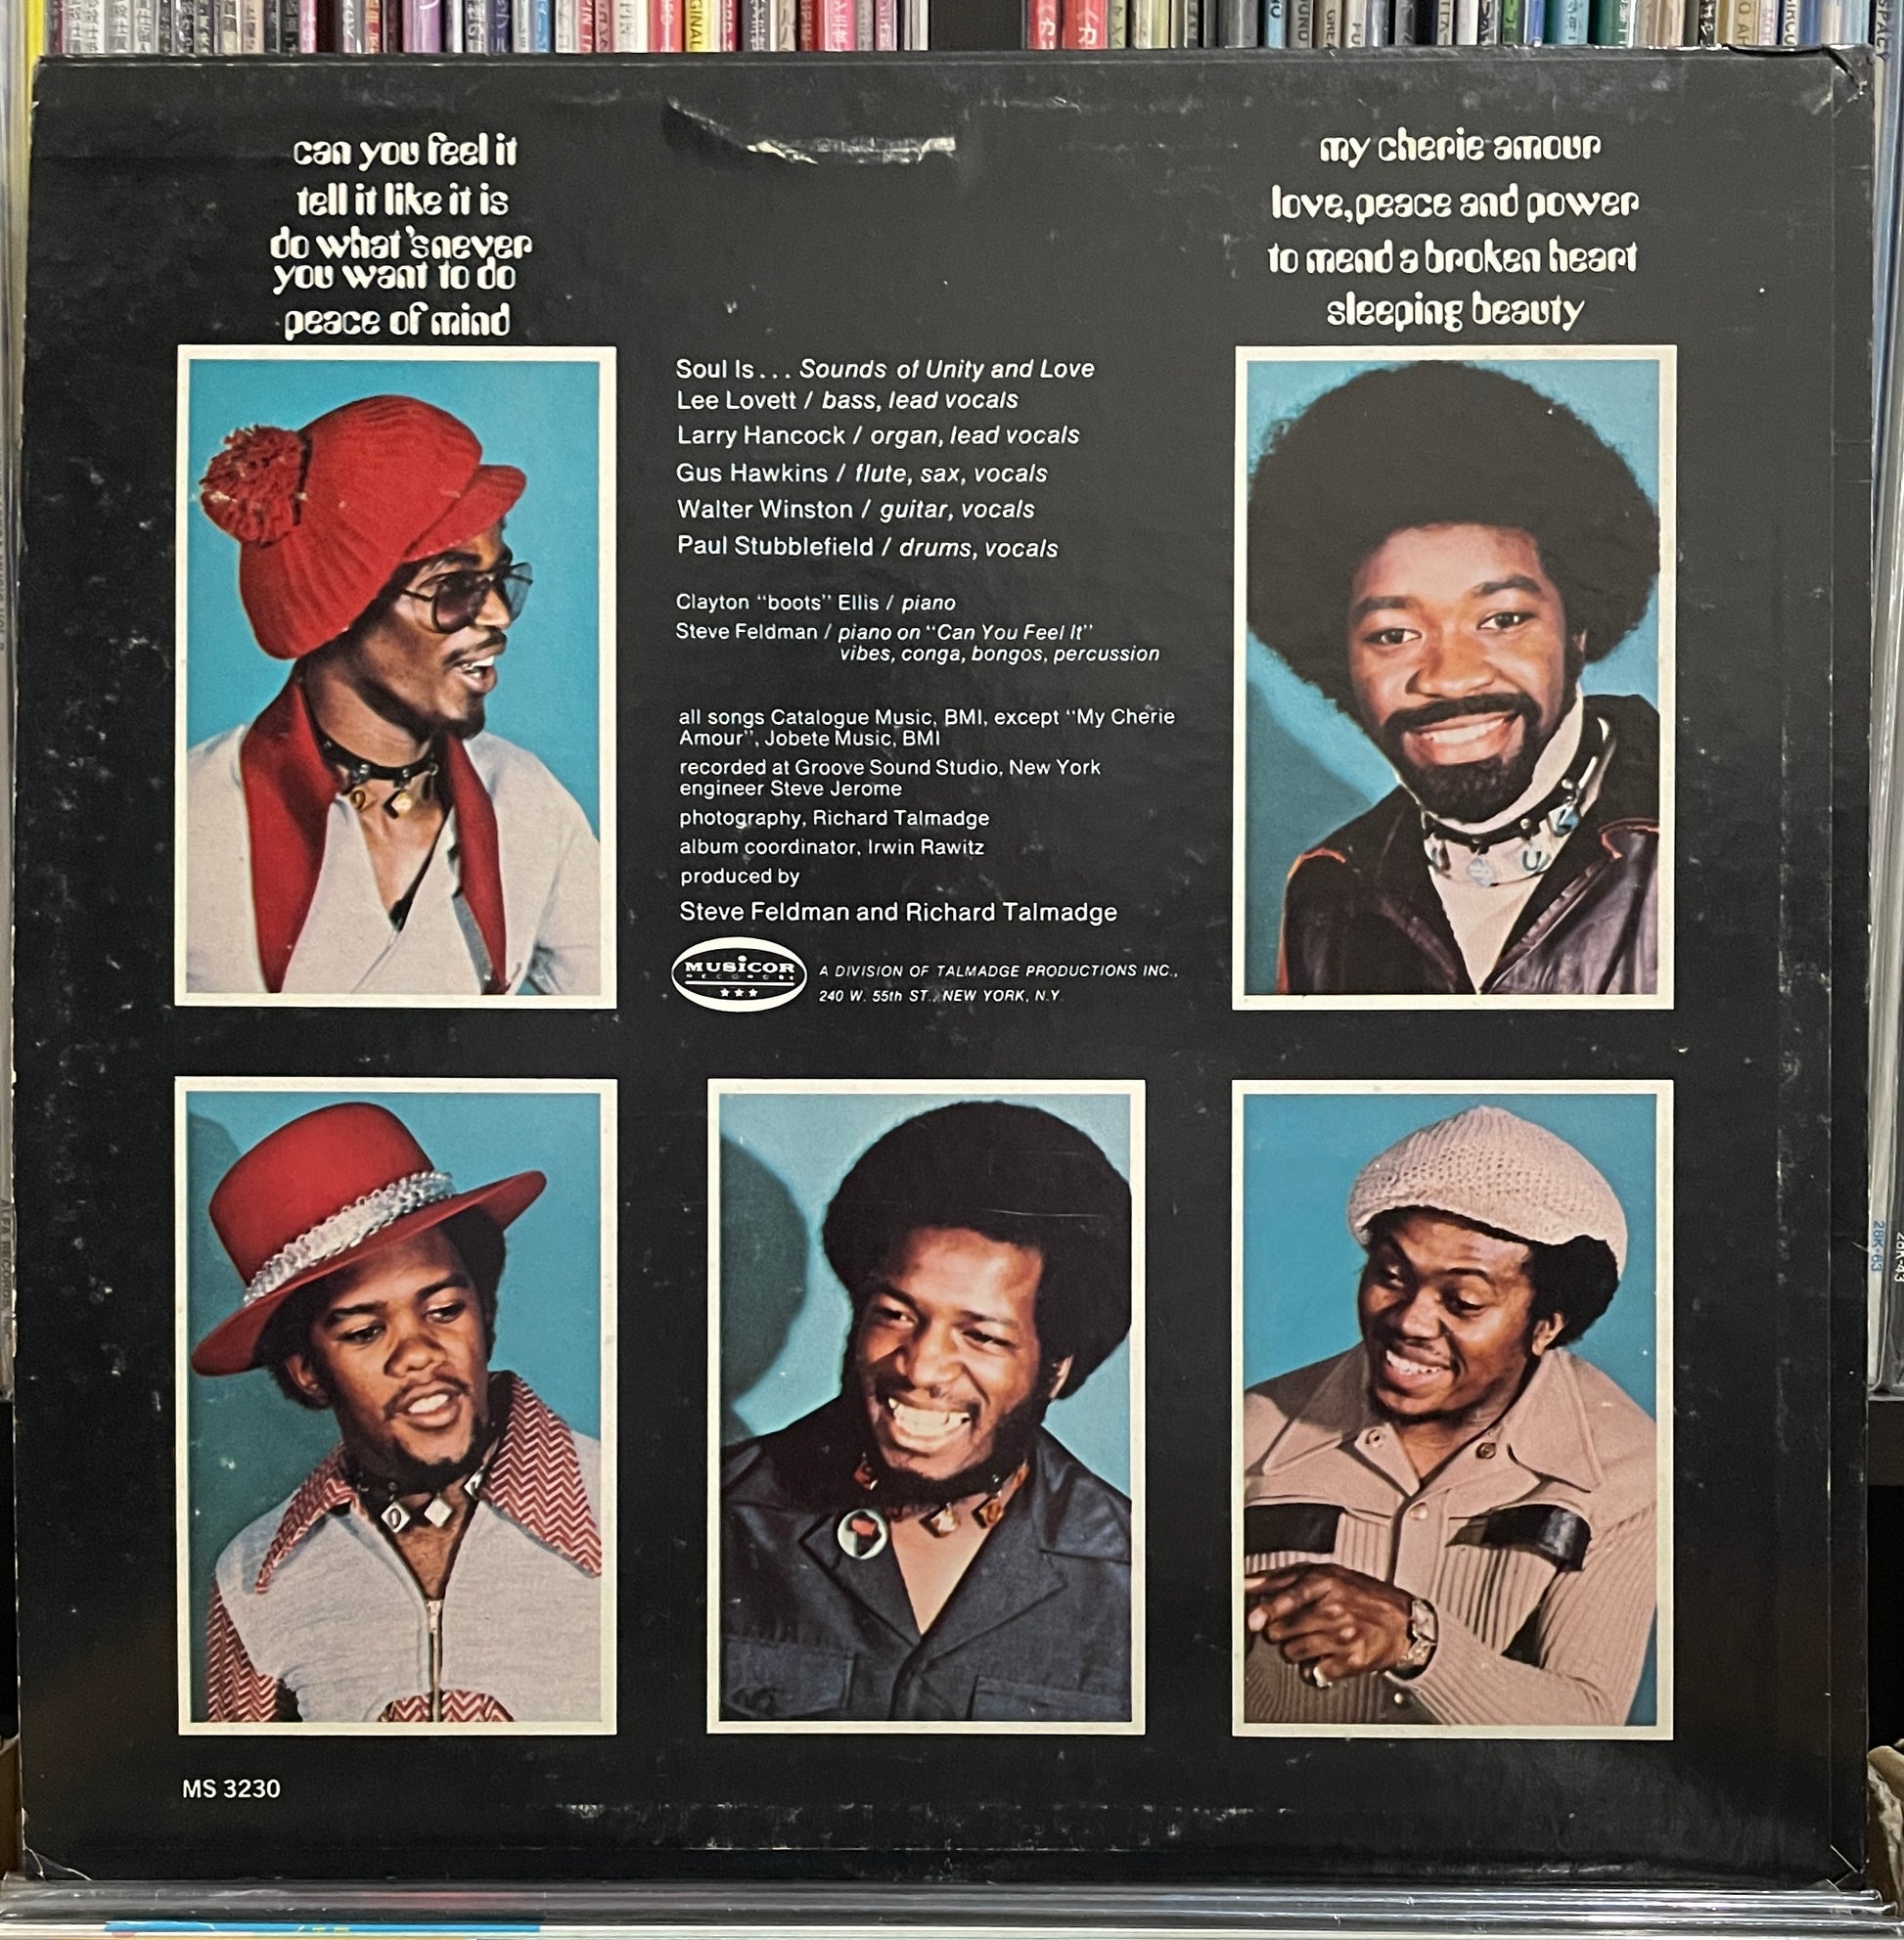 can you feel it
tell it like it is
do what'snever
you want to do
peace of mind
my cherie amour
love,peace and power
to mend a broken heart
sleeping beauty
Soul Is... Sounds of Unity and Love
Lee Lovett / bass, lead vocals
Larry Hancock / organ, lead vocals
Gus Hawkins / flute, sax, vocals
Walter Winston / guitar, vocals
Paul Stubblefield / drums, vocals
Clayton "boots" Ellis / piano
Steve Feldman / piano on "Can You Feel It"
vibes, conga, bongos, percussion
all songs Catalogue Music, BMI, except "My Cherie
Amour", Jobete Music, BMI
recorded at Groove Sound Studio, New York
engineer Steve Jerome
photography, Richard Talmadge
album coordinator, Irwin Rawitz
produced by
Steve Feldman and Richard Talmadge
MUSICOR
RECORDS
A DIVISION OF TALMADGE PRODUCTIONS INC.,
240 W. 55th ST., NEW YORK, N.Y.
MS 3230
28K-63